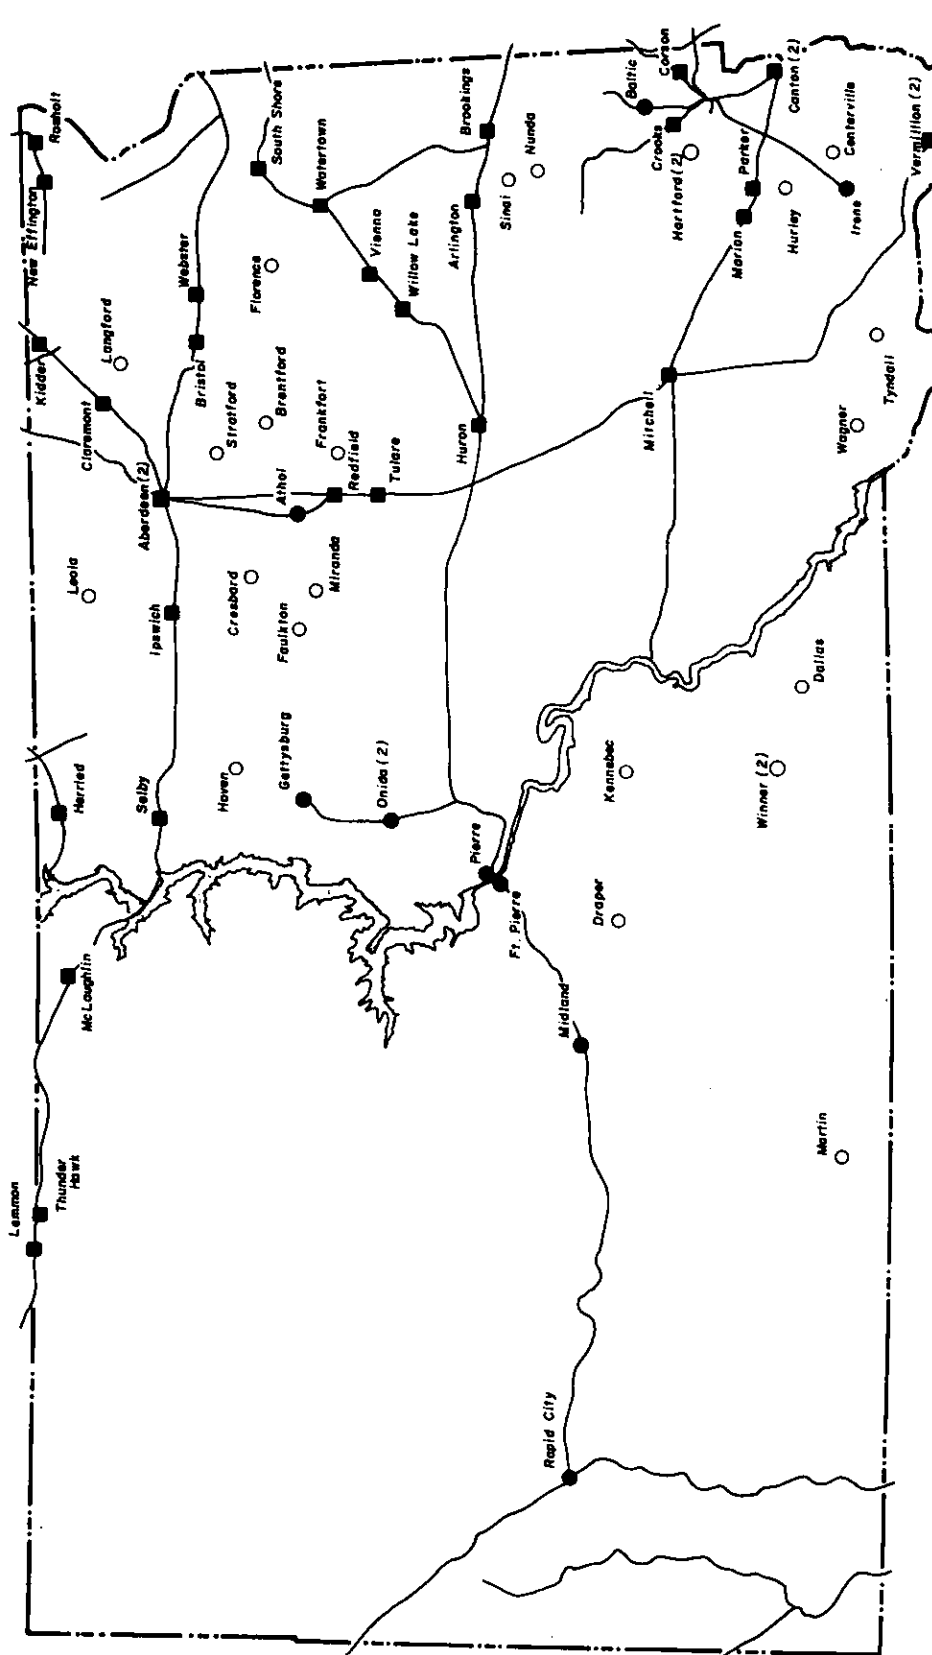 Lemmon
Thunder
Hawk
McLaughlin
Herried
Selby
Hoven
Gettysburg
Onida (2)
Pierre
Ft. Pierre
Midland
Rapid City
Draper
Kennebec
Winner (2)
Martin
Dallas
Leola
Ipswich
Cresbard
Faulkton
Miranda
Aberdeen (2)
Athol
Redfield
Tulare
Frankfort
Stratford
Brentford
Claremont
Kidder
Langford
Bristol
Webster
Florence
New Effington
Rosholt
South Shore
Watertown
Vienna
Willow Lake
Huron
Arlington
Brookings
Sinai
Nunda
Mitchell
Wagner
Tyndall
Marion
Parker
Hurley
Irene
Centerville
Vermillion (2)
Canton (2)
Hartford (2)
Crooks
Baltic
Corson